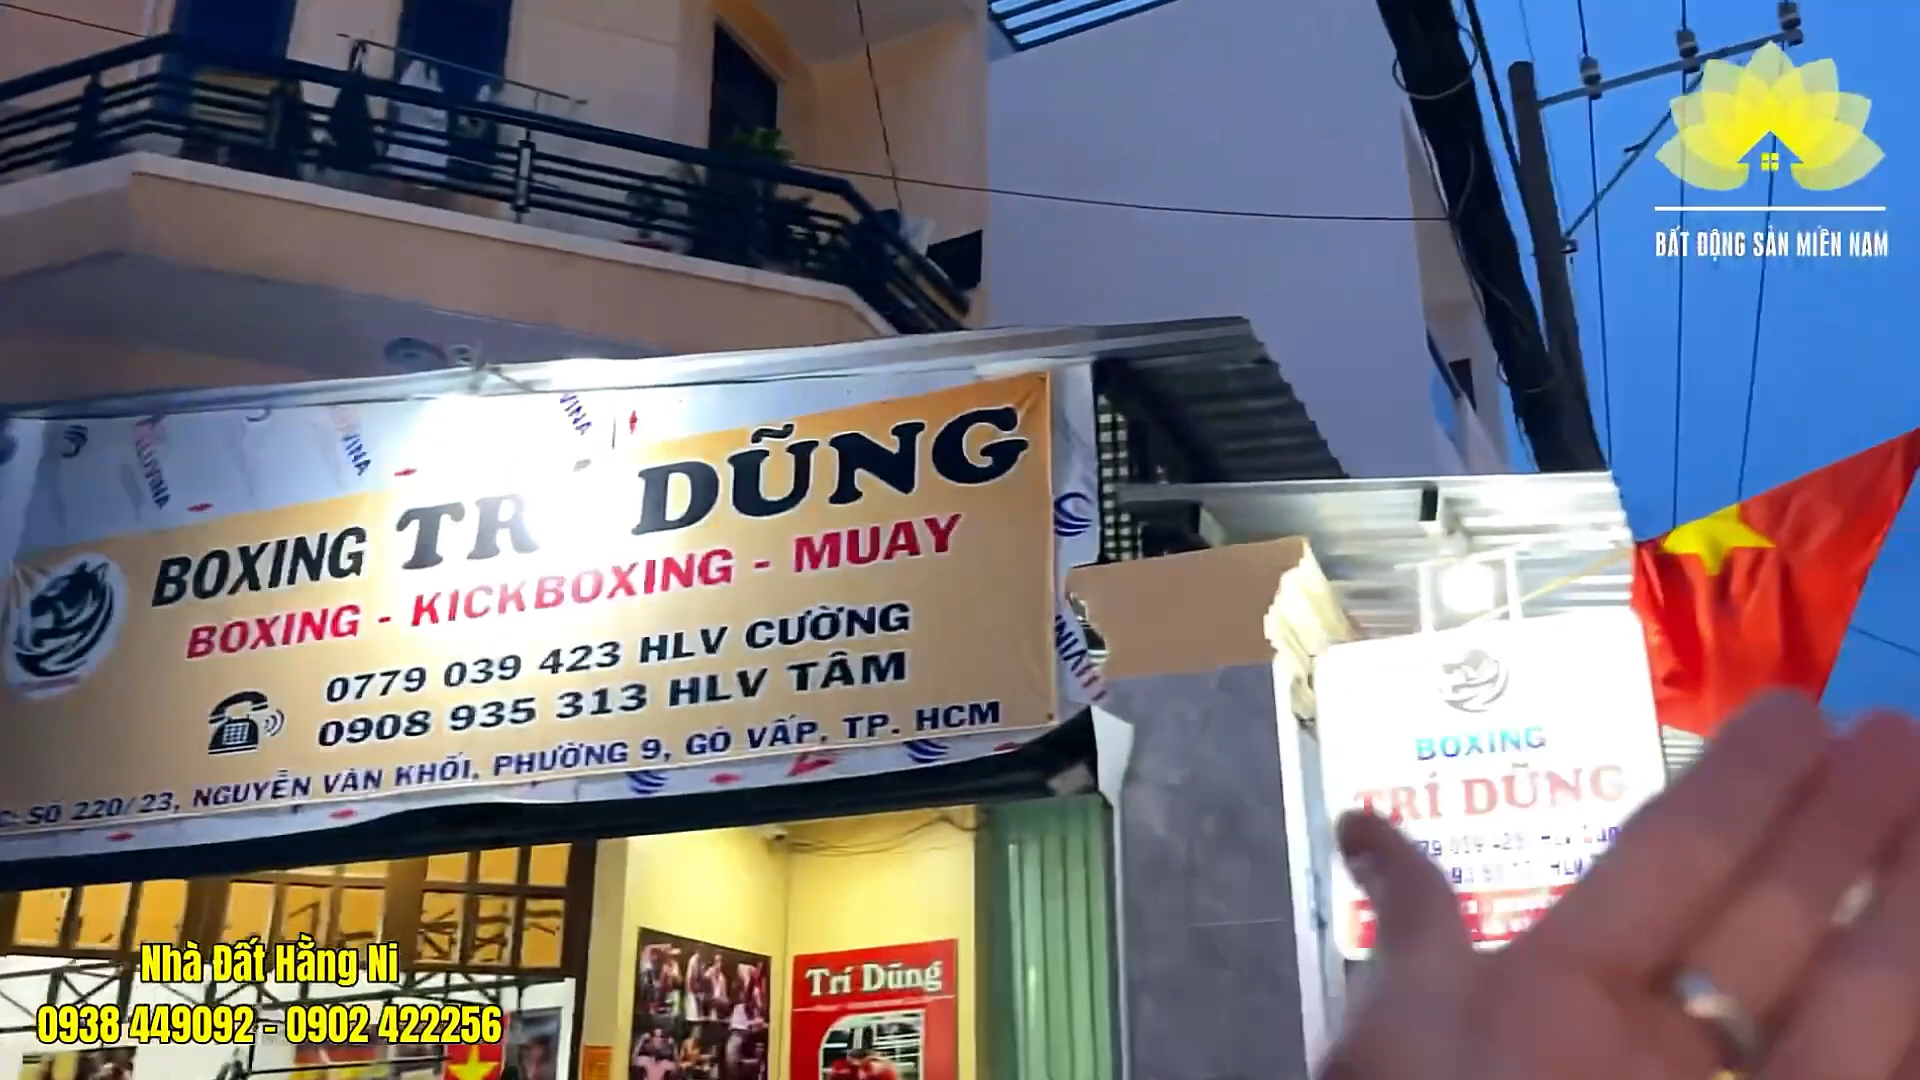 BẤT ĐỘNG SẢN MIỀN NAM
VINA
BOXING TRÍ DŨNG
BOXING - KICKBOXING - MUAY
0779 039 423 HLV CƯỜNG
0908 935 313 HLV TÂM
SỐ 220/23, NGUYỄN VĂN KHỐI, PHƯỜNG 9, GÒ VẤP, TP. HCM
BOXING
TRÍ DŨNG
Trí Dũng
Nhà Đất Hằng Ni
0938 449092 - 0902 422256